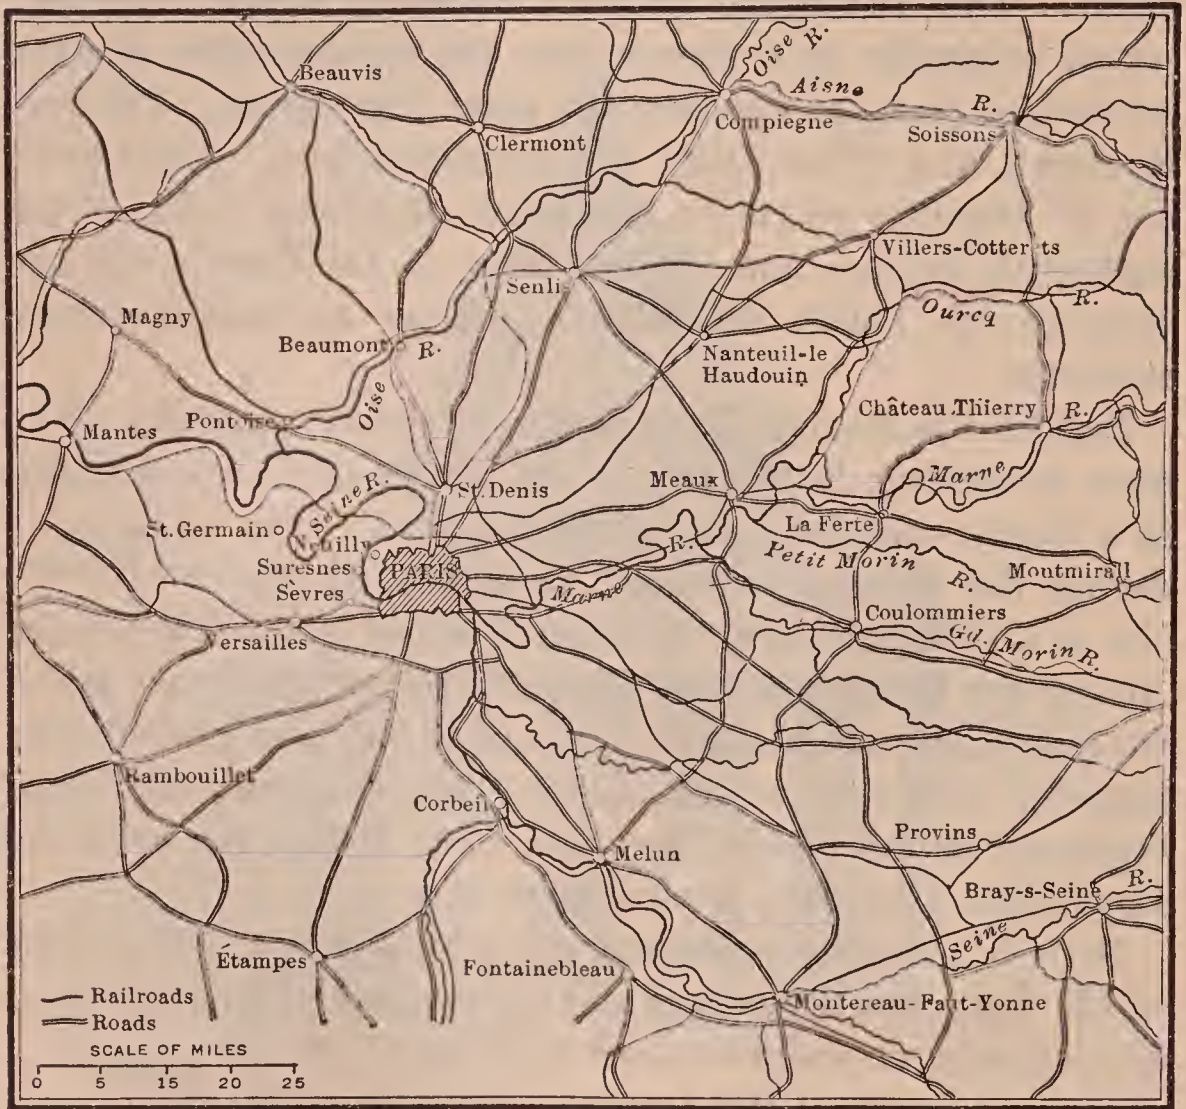 Oise R.
Beauvis
Aisne R.
Compiegne
Soissons
Clermont
Villers-Cotterets
Senlis
Ourcq R.
Magny
Beaumont
Oise R.
Nanteuil-le
Haudouin
Château Thierry
R.
Pontoise
Mantes
Marne
Meaux
St. Denis
La Ferte
Seine R.
St. Germain
Neuilly
Petit Morin R.
Suresnes
PARIS
Montmirall
Sèvres
Marne R.
Coulommiers
Versailles
Gd. Morin R.
Rambouillet
Corbeil
Provins
Melun
Bray-s-Seine
R.
Seine
Étampes
Fontainebleau
Montereau-Faut-Yonne
Railroads
Roads
SCALE OF MILES
0 5 15 20 25